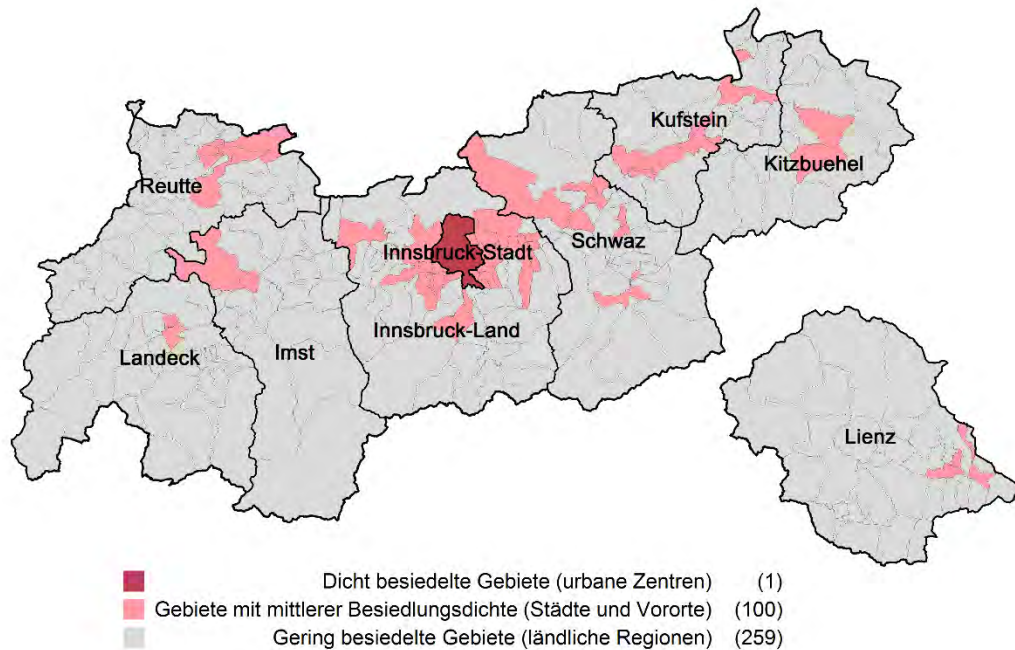 Kufstein
Kitzbuehel
Reutte
Schwaz
Innsbruck-Stadt
Innsbruck-Land
Landeck
Imst
Lienz
Dicht besiedelte Gebiete (urbane Zentren) (1)
Gebiete mit mittlerer Besiedlungsdichte (Städte und Vororte) (100)
Gering besiedelte Gebiete (ländliche Regionen) (259)